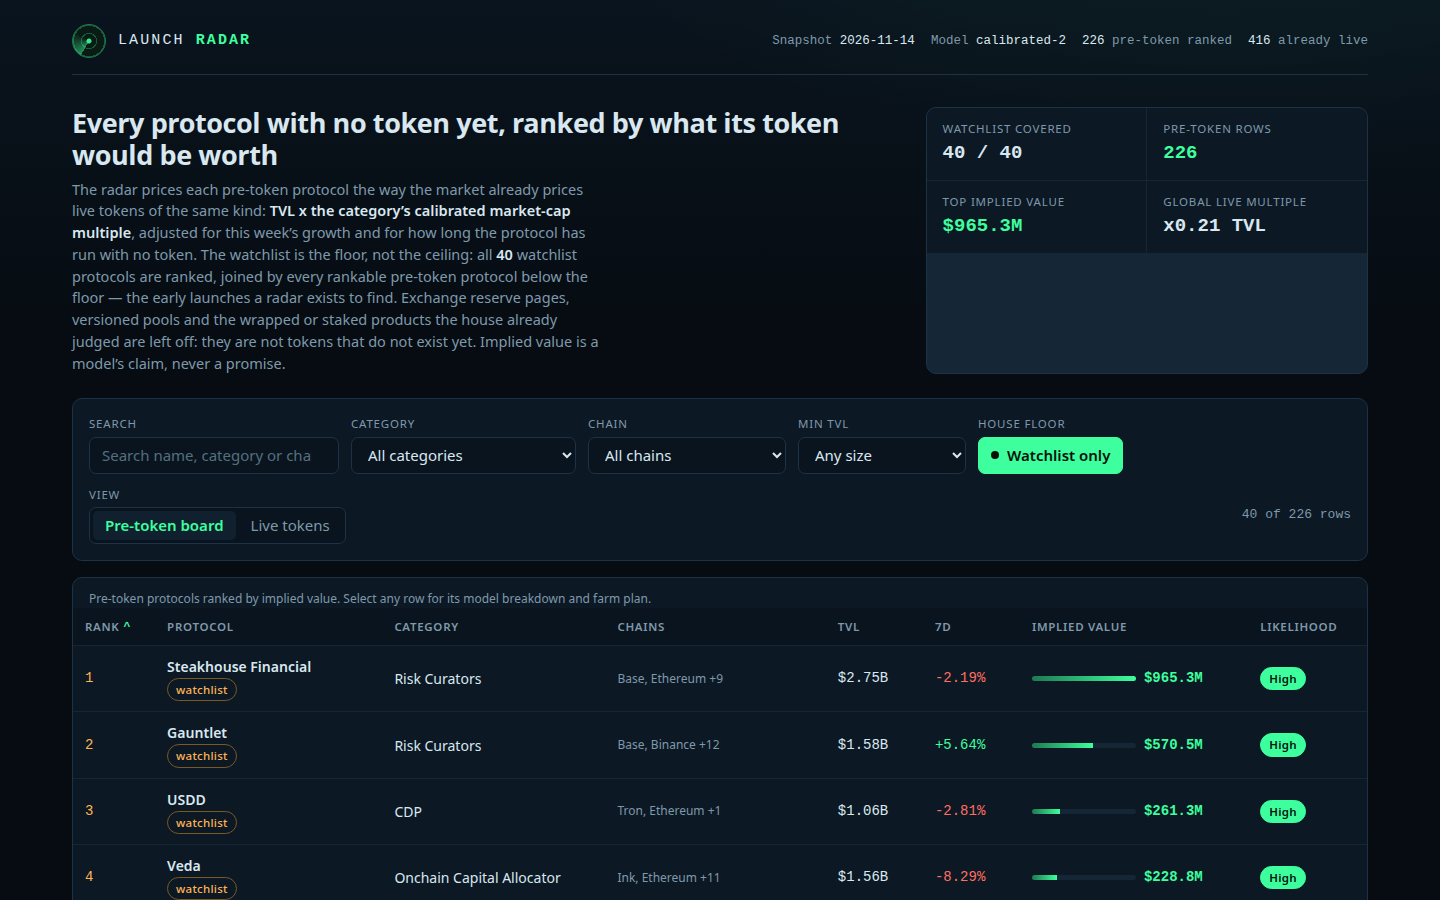 LAUNCH RADAR
Snapshot 2026-11-14 Model calibrated-2 226 pre-token ranked 416 already live
Every protocol with no token yet, ranked by what its token
would be worth
The radar prices each pre-token protocol the way the market already prices
live tokens of the same kind: TVL x the category’s calibrated market-cap
multiple, adjusted for this week’s growth and for how long the protocol has
run with no token. The watchlist is the floor, not the ceiling: all 40 watchlist
protocols are ranked, joined by every rankable pre-token protocol below the
floor — the early launches a radar exists to find. Exchange reserve pages,
versioned pools and the wrapped or staked products the house already
judged are left off: they are not tokens that do not exist yet. Implied value is a
model’s claim, never a promise.
WATCHLIST COVERED
40 / 40
PRE-TOKEN ROWS
226
TOP IMPLIED VALUE
$965.3M
GLOBAL LIVE MULTIPLE
x0.21 TVL
SEARCH CATEGORY CHAIN MIN TVL HOUSE FLOOR
Search name, category or cha All categories All chains Any size Watchlist only
VIEW
Pre-token board Live tokens
40 of 226 rows
Pre-token protocols ranked by implied value. Select any row for its model breakdown and farm plan.
RANK ^ PROTOCOL CATEGORY CHAINS TVL 7D IMPLIED VALUE LIKELIHOOD
1 Steakhouse Financial watchlist Risk Curators Base, Ethereum +9 $2.75B -2.19% $965.3M High
2 Gauntlet watchlist Risk Curators Base, Binance +12 $1.58B +5.64% $570.5M High
3 USDD watchlist CDP Tron, Ethereum +1 $1.06B -2.81% $261.3M High
4 Veda watchlist Onchain Capital Allocator Ink, Ethereum +11 $1.56B -8.29% $228.8M High